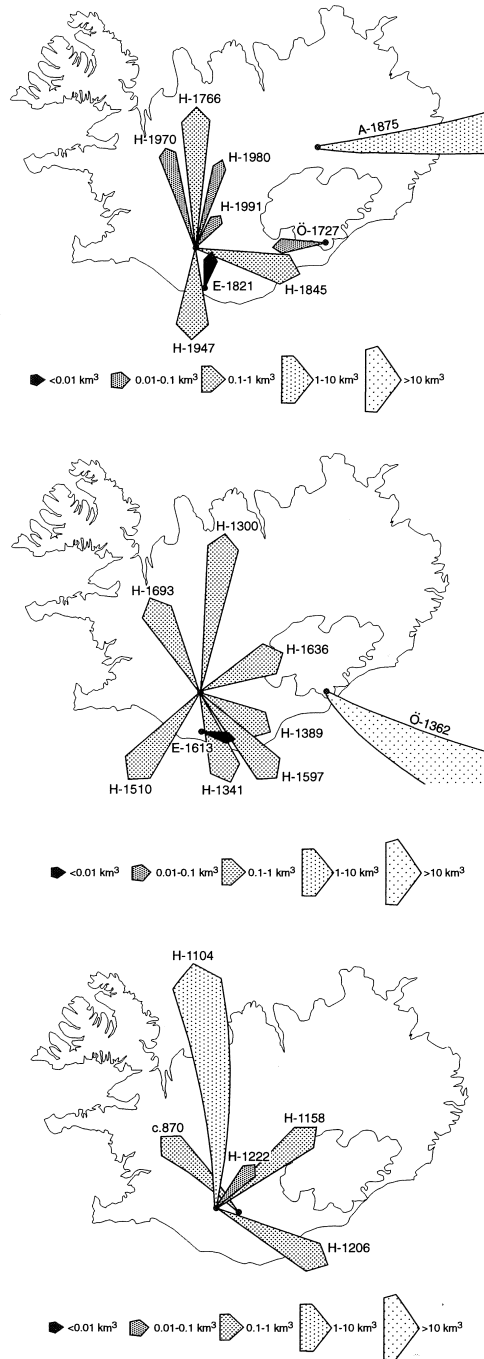 H-1766
A-1875
H-1970
H-1980
H-1991
Ö-1727
E-1821
H-1845
H-1947
<0.01 km³ 0.01-0.1 km³ 0.1-1 km³ 1-10 km³ >10 km³
H-1300
H-1693
H-1636
Ö-1362
H-1389
E-1613
H-1597
H-1510
H-1341
<0.01 km³ 0.01-0.1 km³ 0.1-1 km³ 1-10 km³ >10 km³
H-1104
H-1158
c.870
H-1222
H-1206
<0.01 km³ 0.01-0.1 km³ 0.1-1 km³ 1-10 km³ >10 km³